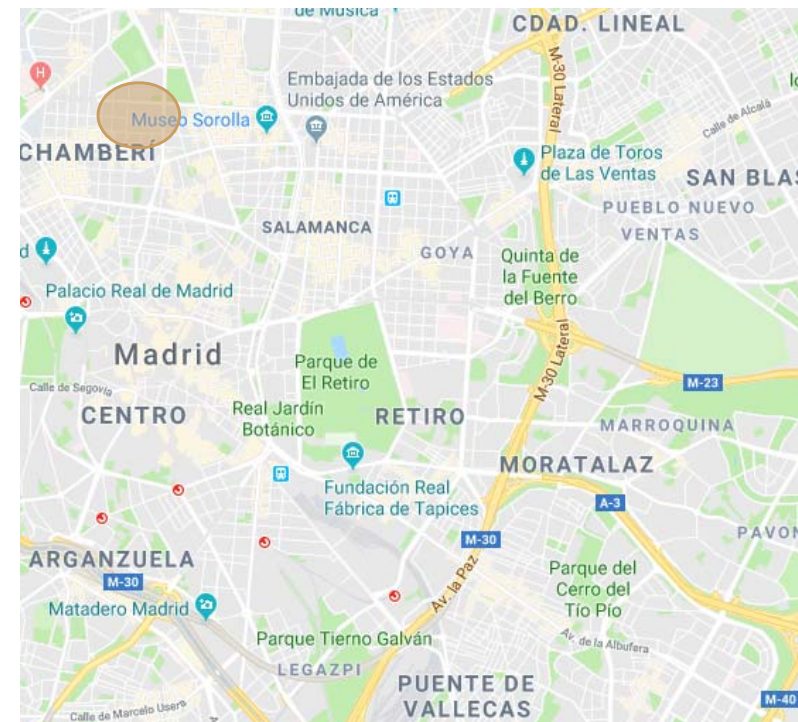 de Música
CDAD. LINEAL
M-30 Lateral
H
Embajada de los Estados
Unidos de América
Museo Sorolla
Calle de Alcalá
CHAMBERÍ
Plaza de Toros
de Las Ventas
SAN BLAS
PUEBLO NUEVO
VENTAS
SALAMANCA
GOYA
Quinta de
la Fuente
del Berro
Palacio Real de Madrid
Madrid
Parque de
El Retiro
M-30 Lateral
M-23
Calle de Segovia
CENTRO
Real Jardín
Botánico
RETIRO
MARROQUINA
MORATALAZ
Fundación Real
Fábrica de Tapices
A-3
M-30
PAVON
ARGANZUELA
M-30
Av. la Paz
Parque del
Cerro del
Tío Pío
Matadero Madrid
Parque Tierno Galván
Av. de la Albufera
LEGAZPI
PUENTE DE
VALLECAS
M-40
Calle de Marcelo Usera